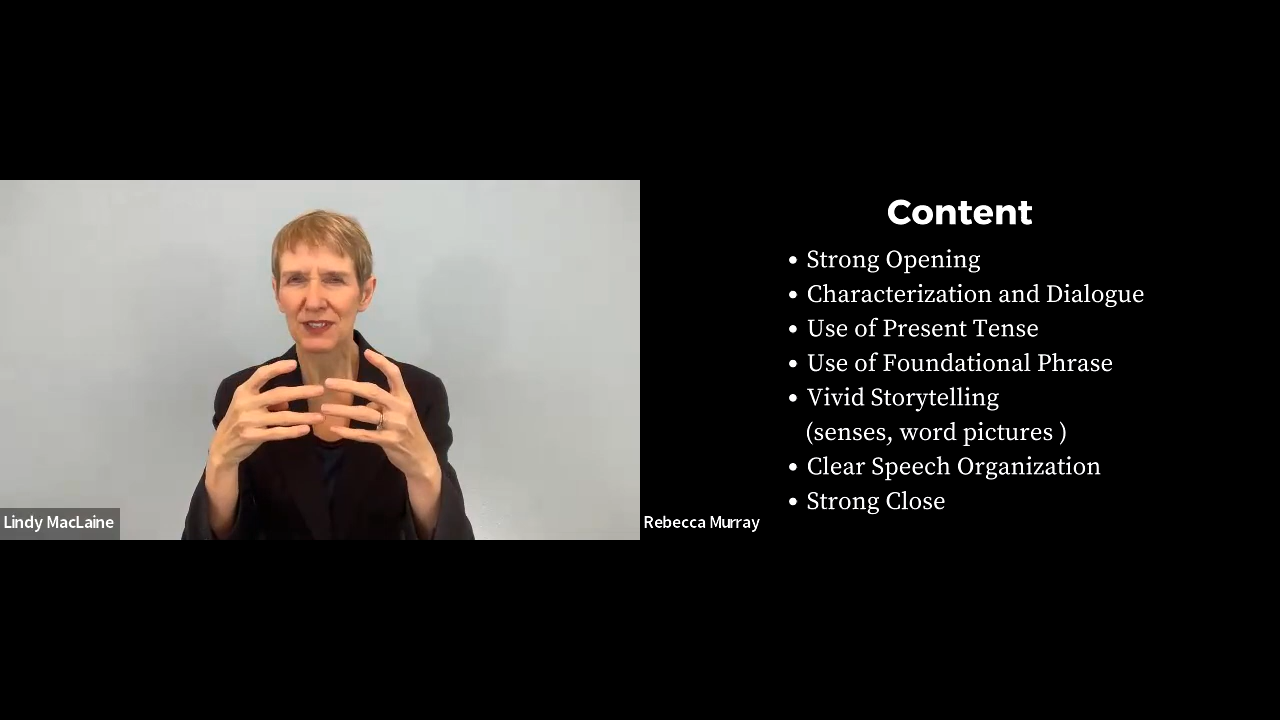 Content
• Strong Opening
• Characterization and Dialogue
• Use of Present Tense
• Use of Foundational Phrase
• Vivid Storytelling
(senses, word pictures )
• Clear Speech Organization
• Strong Close
Lindy MacLaine
Rebecca Murray